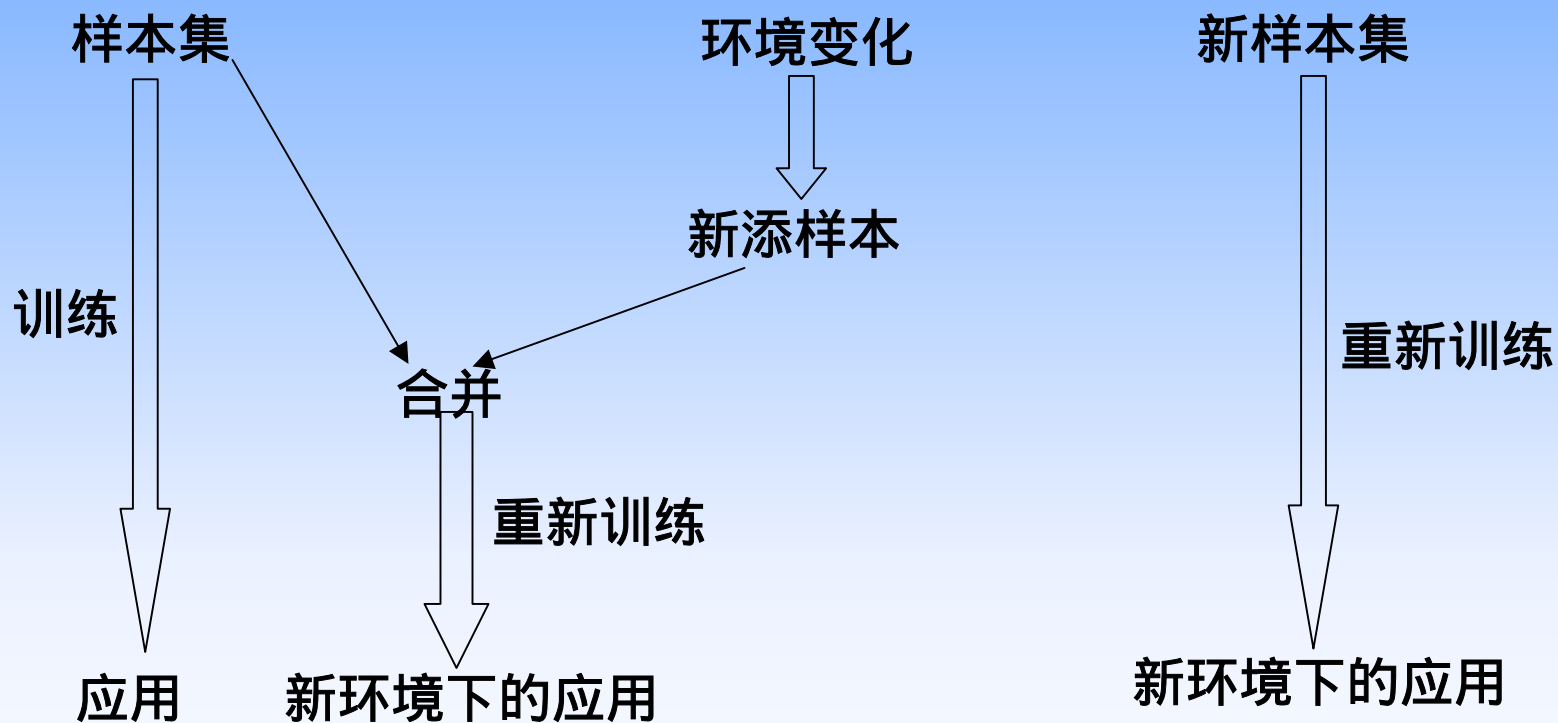 样本集
环境变化
新样本集
新添样本
训练
重新训练
合并
重新训练
应用
新环境下的应用
新环境下的应用